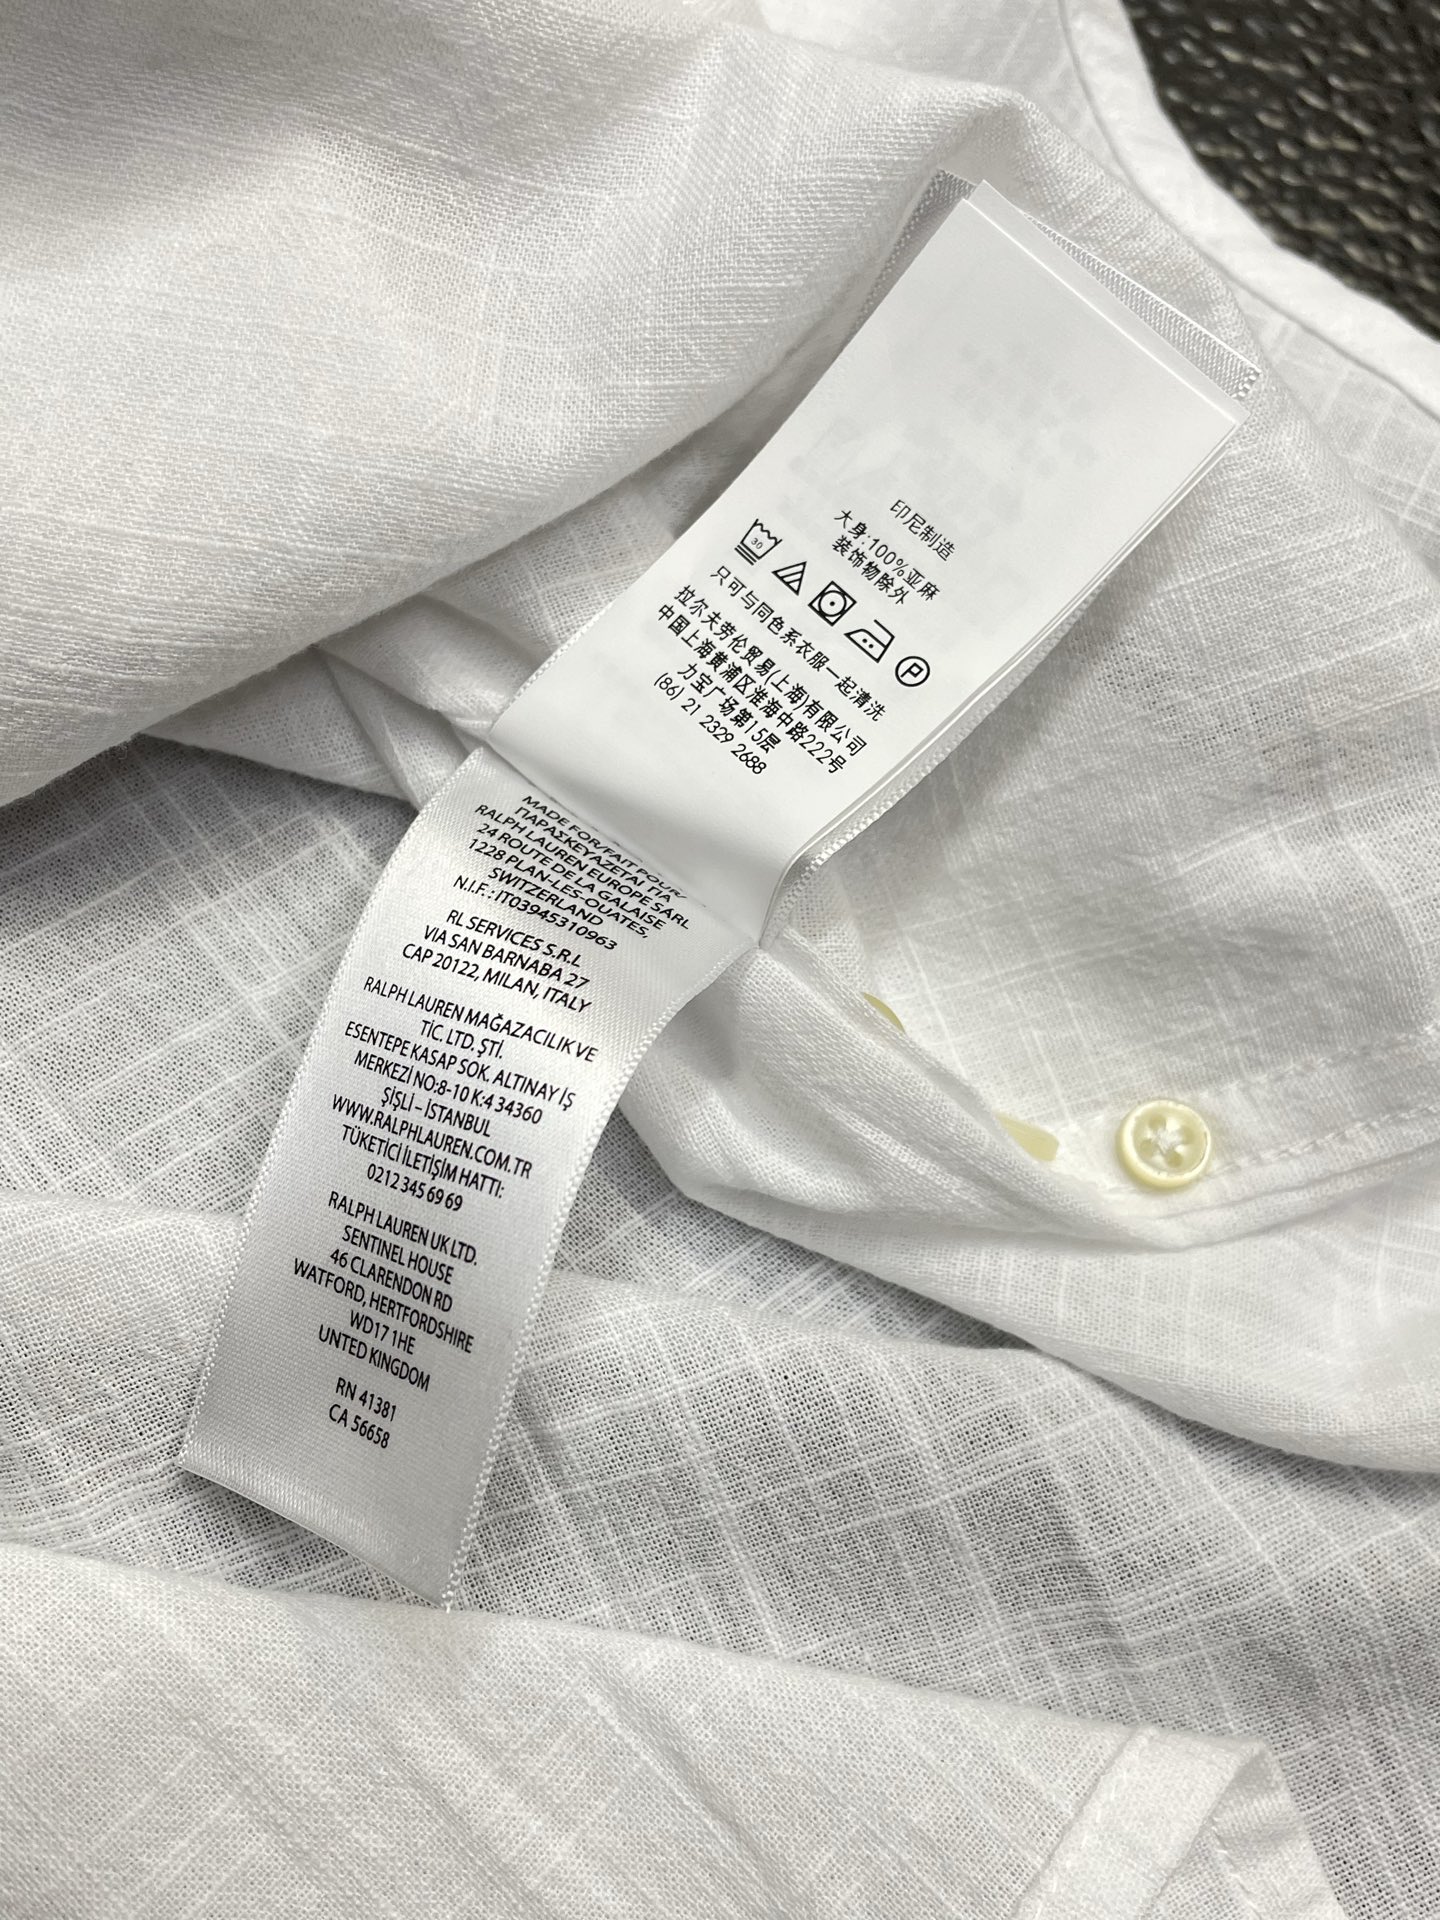 印尼制造
大身:100%亚麻
装饰物除外
30
P
只可与同色系衣服一起清洗
拉尔夫劳伦贸易(上海)有限公司
中国上海黄浦区淮海中路222号
力宝广场第15层
(86) 21 2329 2688
MADE FOR/FAIT POUR/
ΠΑΡΑΣΚΕΥΑΖΕΤΑΙ ΓΙΑ
RALPH LAUREN EUROPE SARL
24 ROUTE DE LA GALAISE
1228 PLAN-LES-OUATES,
SWITZERLAND
N.I.F. : IT03945310963
RL SERVICES S.R.L
VIA SAN BARNABA 27
CAP 20122, MILAN, ITALY
RALPH LAUREN MAĞAZACILIK VE
TİC. LTD. ŞTİ.
ESENTEPE KASAP SOK. ALTINAY İŞ
MERKEZİ NO:8-10 K:4 34360
ŞİŞLİ – İSTANBUL
WWW.RALPHLAUREN.COM.TR
TÜKETİCİ İLETİŞİM HATTI:
0212 345 69 69
RALPH LAUREN UK LTD.
SENTINEL HOUSE
46 CLARENDON RD
WATFORD, HERTFORDSHIRE
WD17 1HE
UNITED KINGDOM
RN 41381
CA 56658